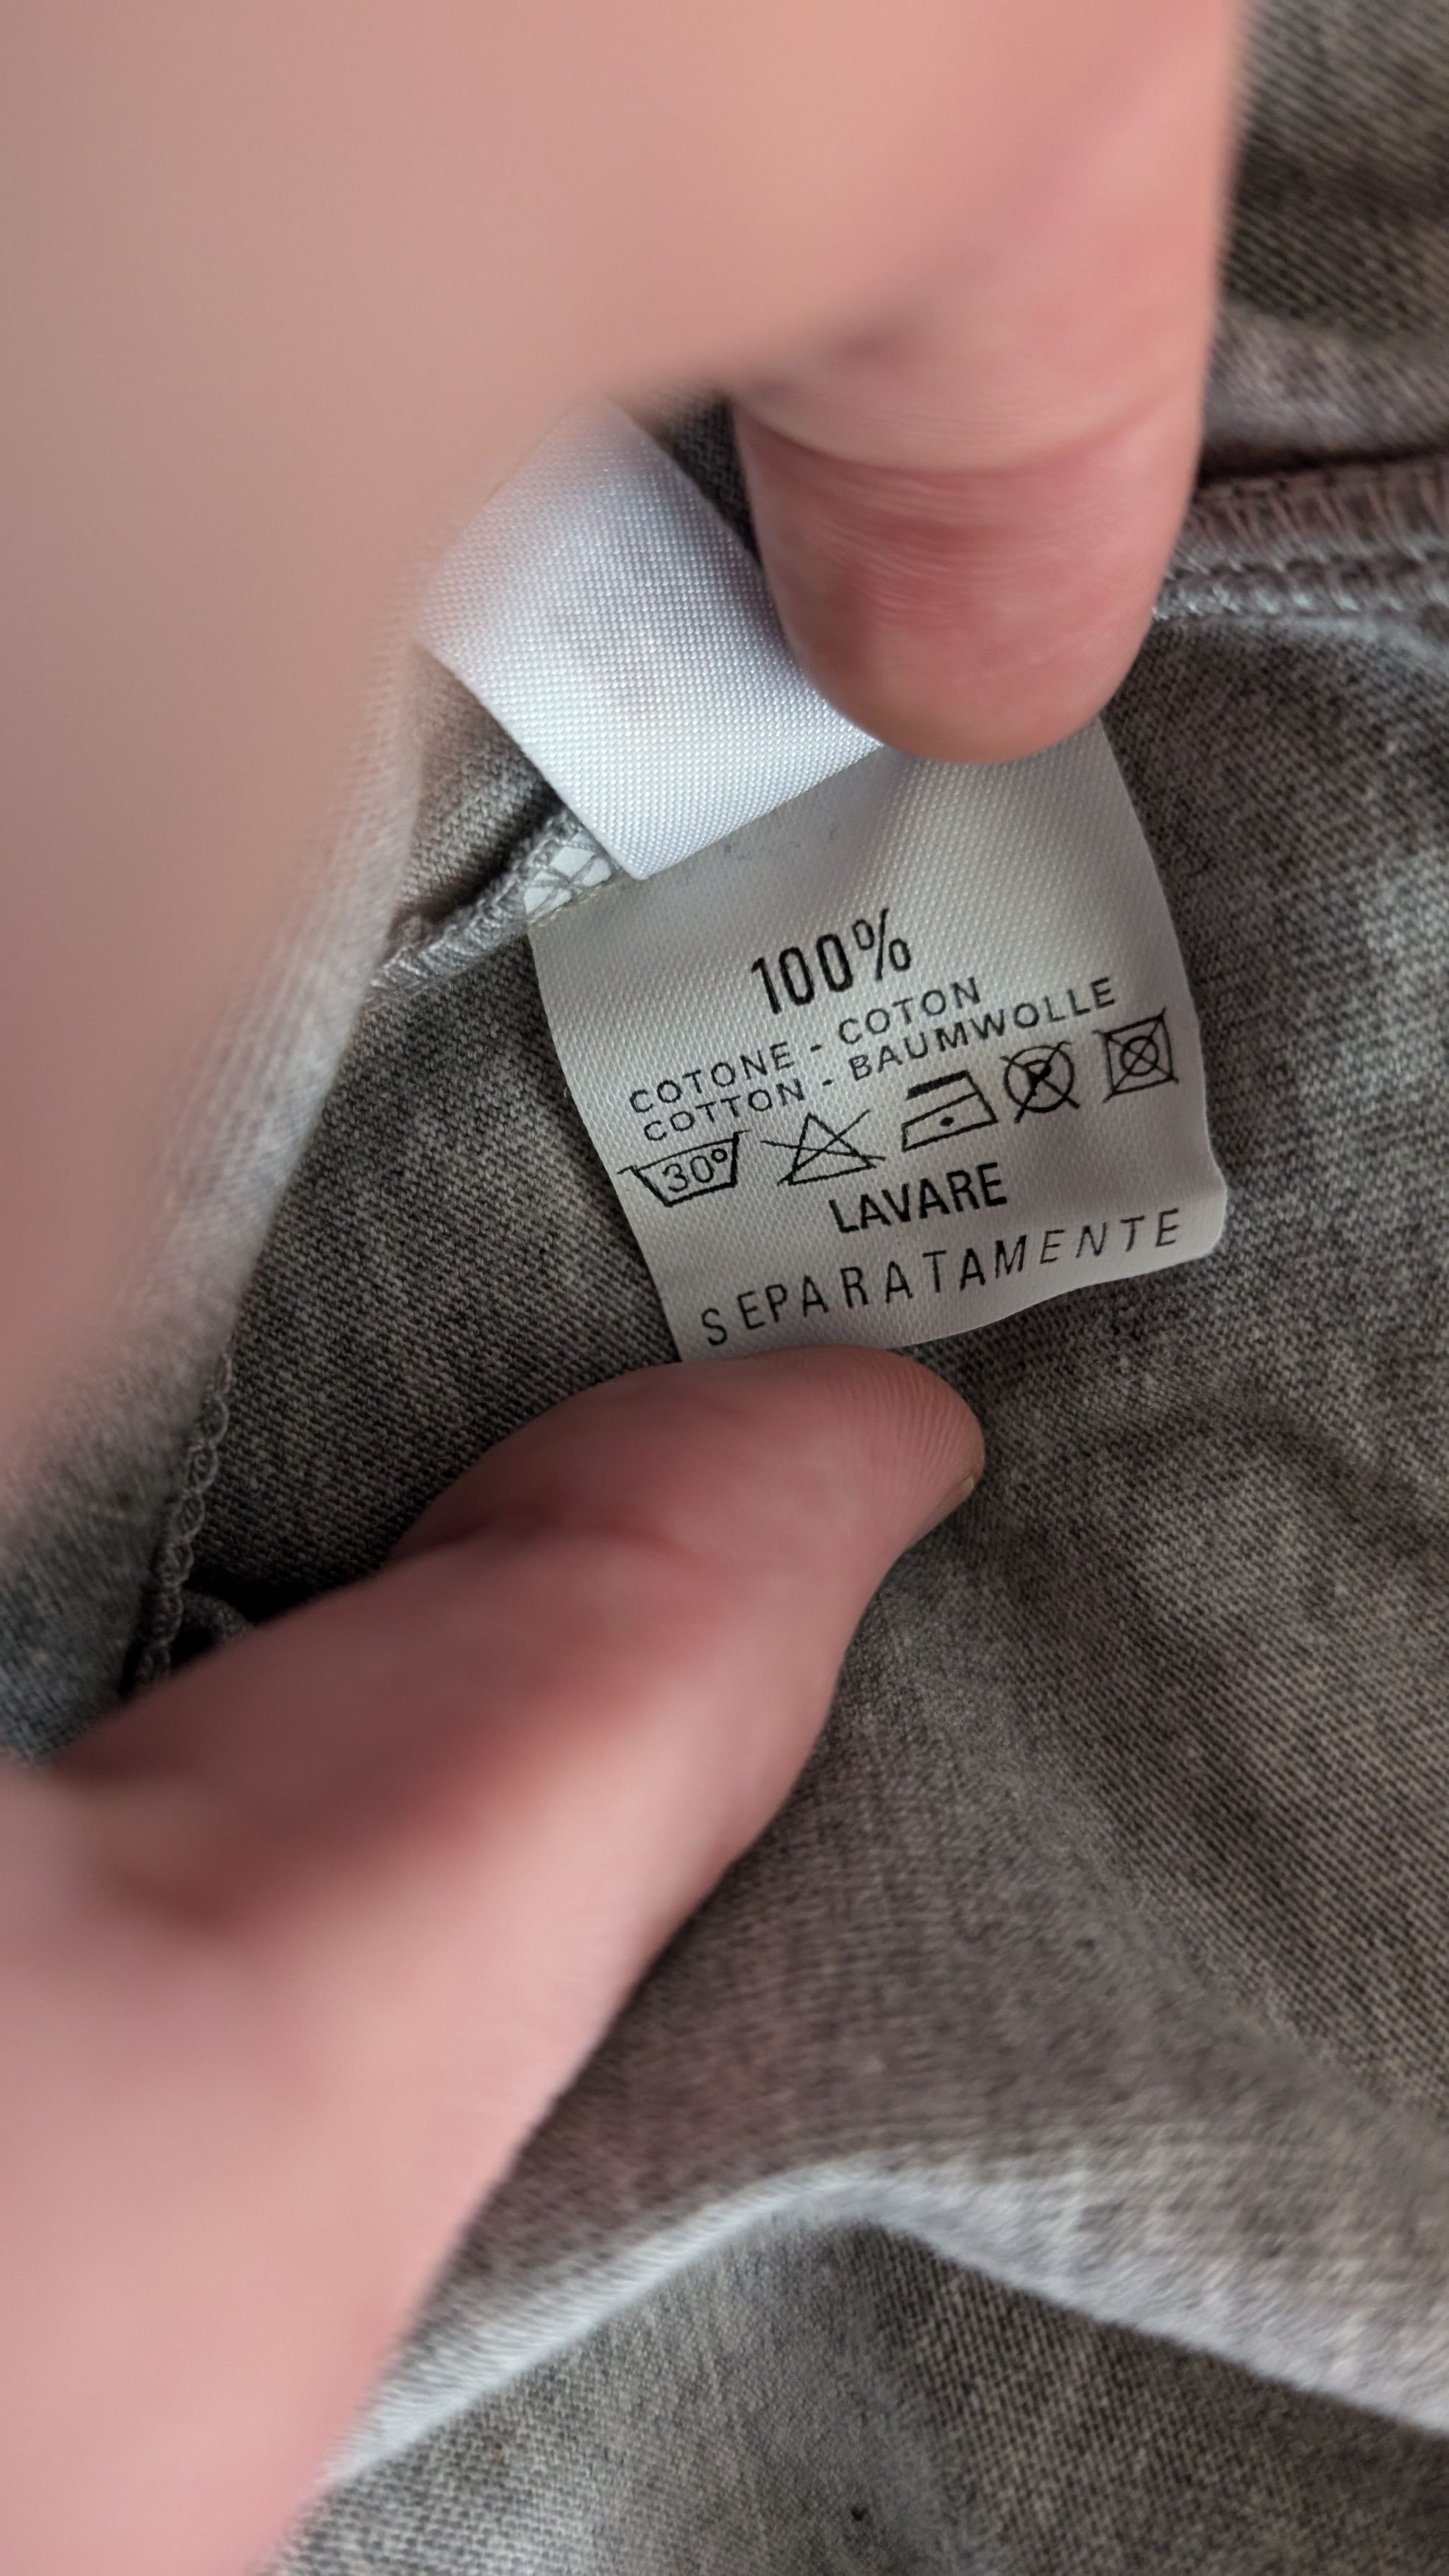 100%
COTONE - COTON
COTTON - BAUMWOLLE
30°
P
LAVARE
SEPARATAMENTE